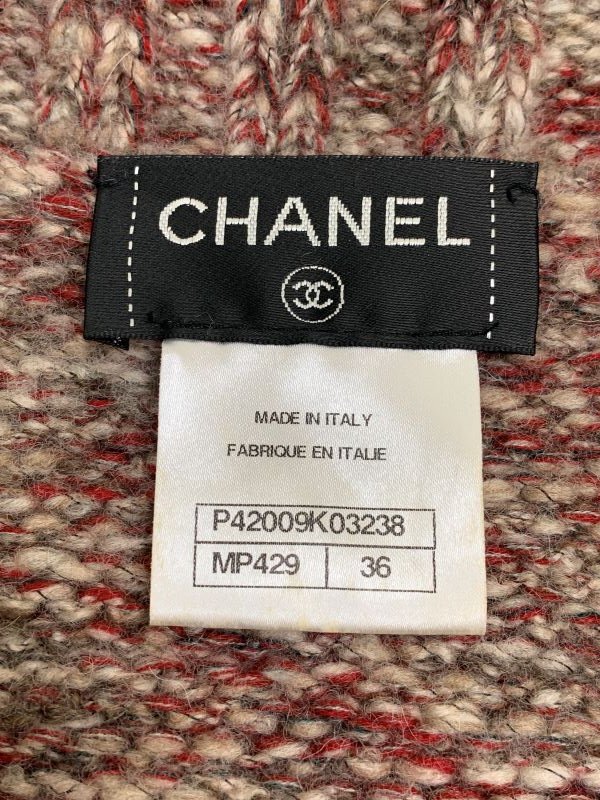 CHANEL
MADE IN ITALY
FABRIQUE EN ITALIE
P42009K03238
MP429 36